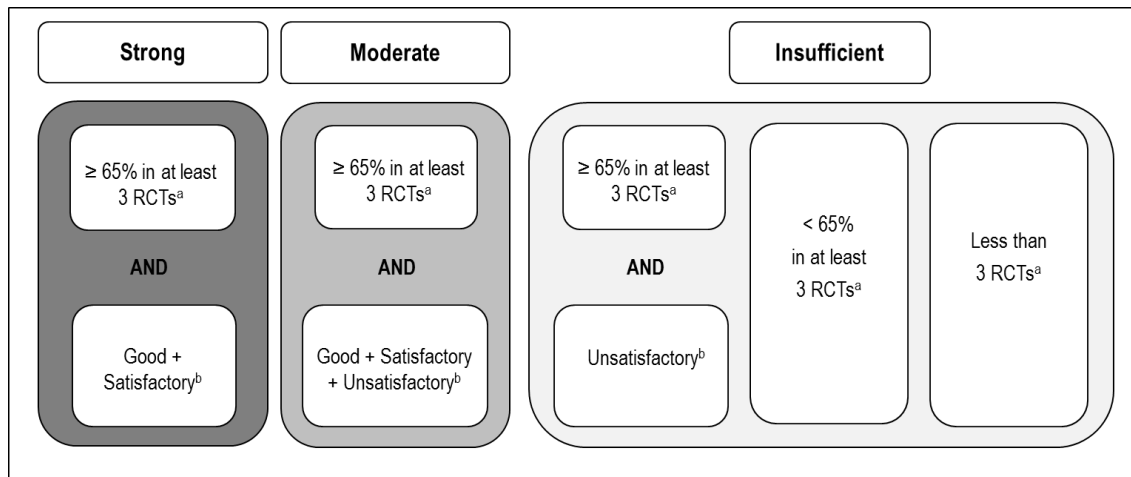 Strong
≥ 65% in at least
3 RCTsᵃ
AND
Good +
Satisfactoryᵇ
Moderate
≥ 65% in at least
3 RCTsᵃ
AND
Good + Satisfactory
+ Unsatisfactoryᵇ
Insufficient
≥ 65% in at least
3 RCTsᵃ
AND
Unsatisfactoryᵇ
< 65%
in at least
3 RCTsᵃ
Less than
3 RCTsᵃ